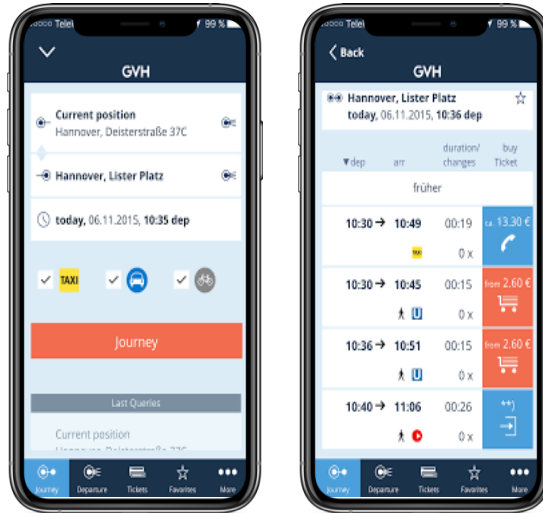 Telei
99 %
GVH
Current position
Hannover, Deisterstraße 37C
Hannover, Lister Platz
today, 06.11.2015, 10:35 dep
TAXI
Journey
Last Queries
Current position
Journey Departure Tickets Favorites More
Telei
99 %
Back
GVH
Hannover, Lister Platz
today, 06.11.2015, 10:36 dep
duration/ buy
▼dep arr changes Ticket
früher
10:30 → 10:49 00:19 ca. 13.30 €
TAXI 0 x
10:30 → 10:45 00:15 from 2.60 €
U 0 x
10:36 → 10:51 00:15 from 2.60 €
U 0 x
10:40 → 11:06 00:26 **)
0 x
Journey Departure Tickets Favorites More